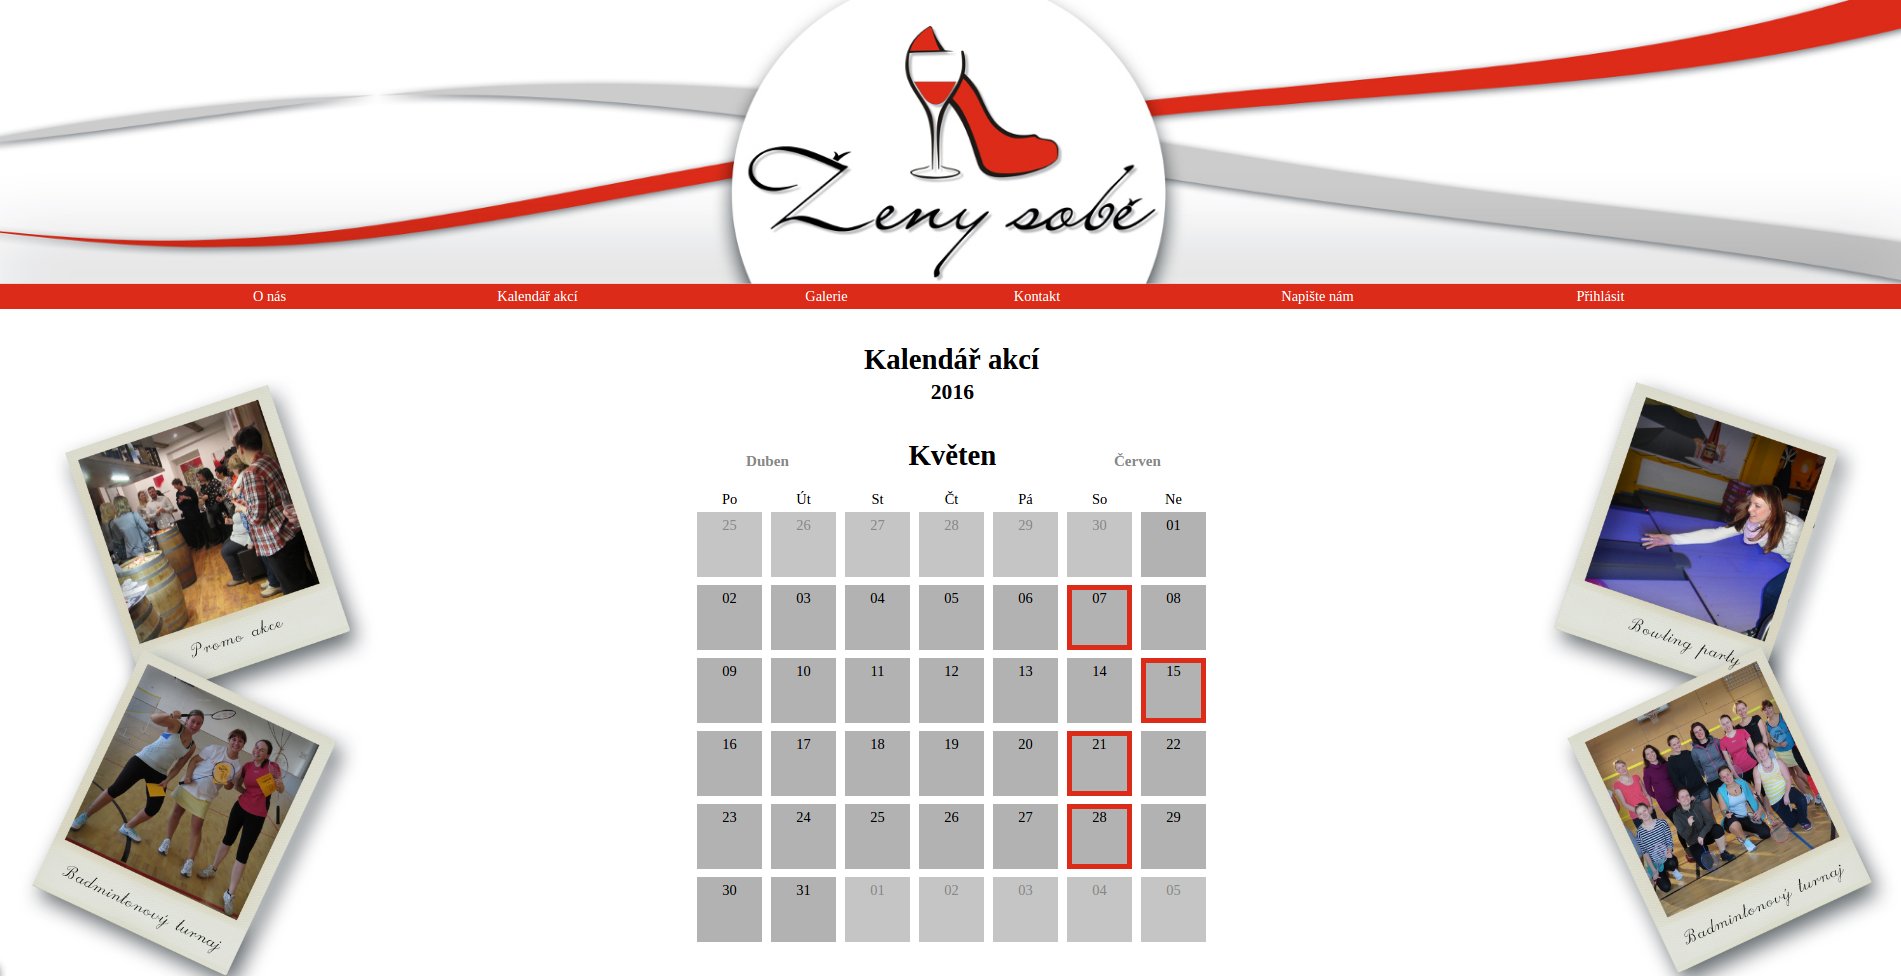 Ženy sobě
O nás Kalendář akcí Galerie Kontakt Napište nám Přihlásit
Kalendář akcí
2016
Duben Květen Červen
Po Út St Čt Pá So Ne
25 26 27 28 29 30 01
02 03 04 05 06 07 08
09 10 11 12 13 14 15
16 17 18 19 20 21 22
23 24 25 26 27 28 29
30 31 01 02 03 04 05
Promo akce
Badmintonový turnaj
Bowling party
Badmintonový turnaj